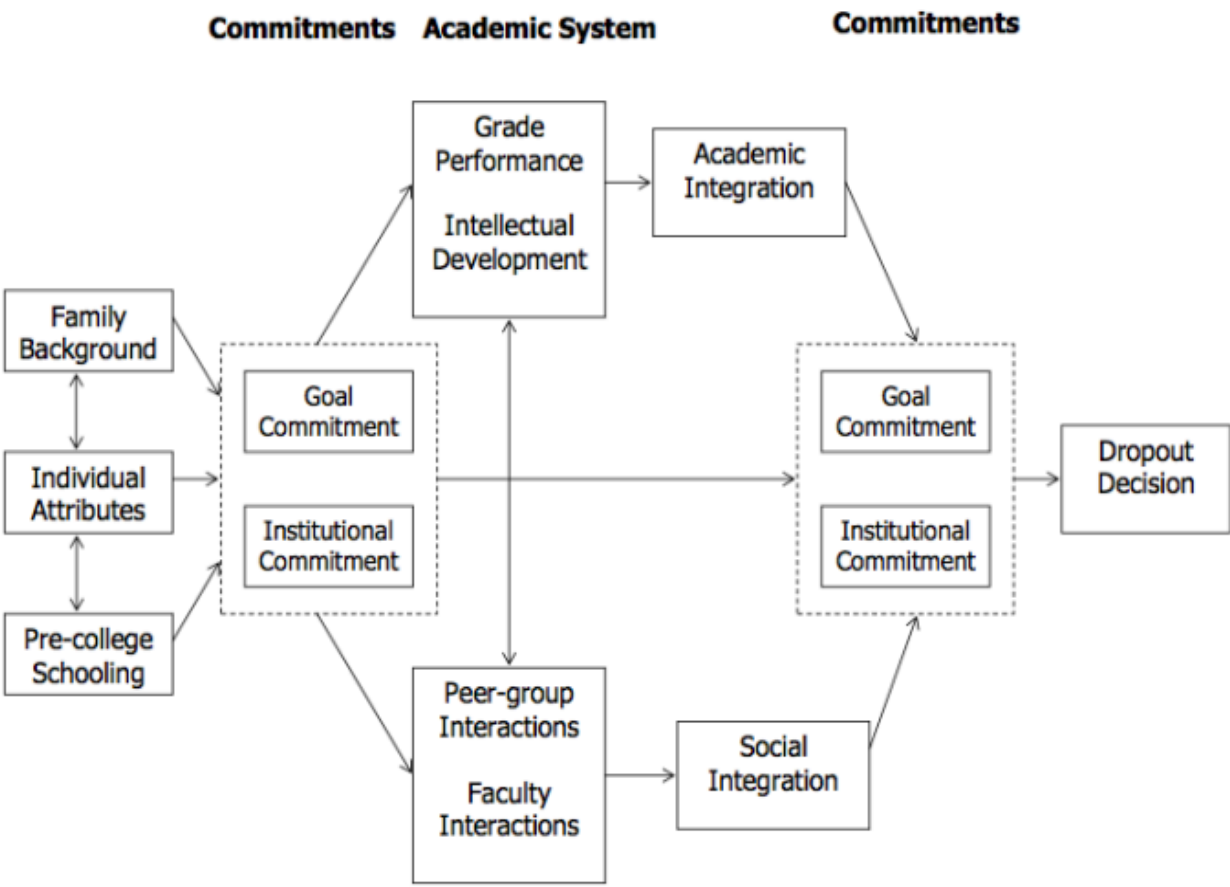 Commitments
Academic System
Commitments
Grade
Performance
Intellectual
Development
Academic
Integration
Family
Background
Individual
Attributes
Pre-college
Schooling
Goal
Commitment
Institutional
Commitment
Peer-group
Interactions
Faculty
Interactions
Social
Integration
Goal
Commitment
Institutional
Commitment
Dropout
Decision